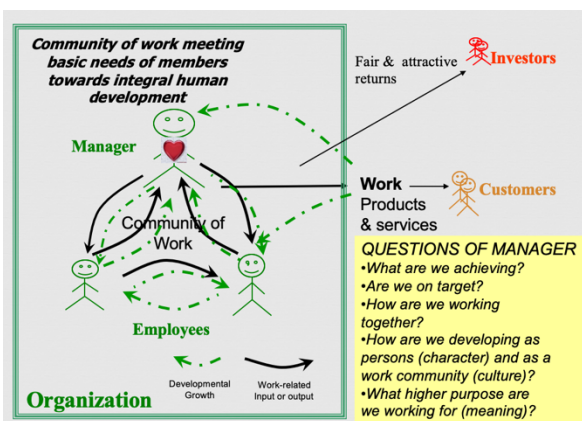 Community of work meeting
basic needs of members
towards integral human
development
Manager
Community of
Work
Employees
Developmental
Growth
Work-related
Input or output
Organization
Fair & attractive
returns
Investors
Work
Products
& services
Customers
QUESTIONS OF MANAGER
•What are we achieving?
•Are we on target?
•How are we working
together?
•How are we developing as
persons (character) and as a
work community (culture)?
•What higher purpose are
we working for (meaning)?